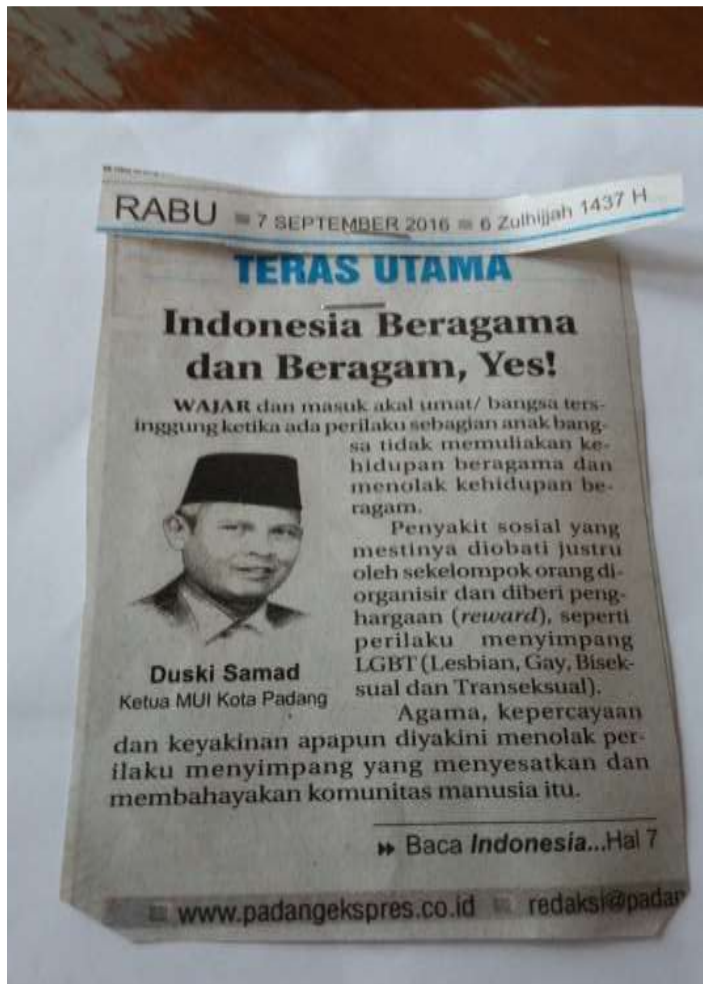 RABU ■ 7 SEPTEMBER 2016 ■ 6 Zulhijjah 1437 H
TERAS UTAMA
Indonesia Beragama
dan Beragam, Yes!
WAJAR dan masuk akal umat/ bangsa ters-
inggung ketika ada perilaku sebagian anak bang-
sa tidak memuliakan ke-
hidupan beragama dan
menolak kehidupan be-
ragam.
Penyakit sosial yang
mestinya diobati justru
oleh sekelompok orang di-
organisir dan diberi peng-
hargaan (reward), seperti
perilaku menyimpang
LGBT (Lesbian, Gay, Bisek-
sual dan Transeksual).
Duski Samad
Ketua MUI Kota Padang
Agama, kepercayaan
dan keyakinan apapun diyakini menolak per-
ilaku menyimpang yang menyesatkan dan
membahayakan komunitas manusia itu.
▸▸ Baca Indonesia...Hal 7
■ www.padangekspres.co.id ■ redaksi@padan